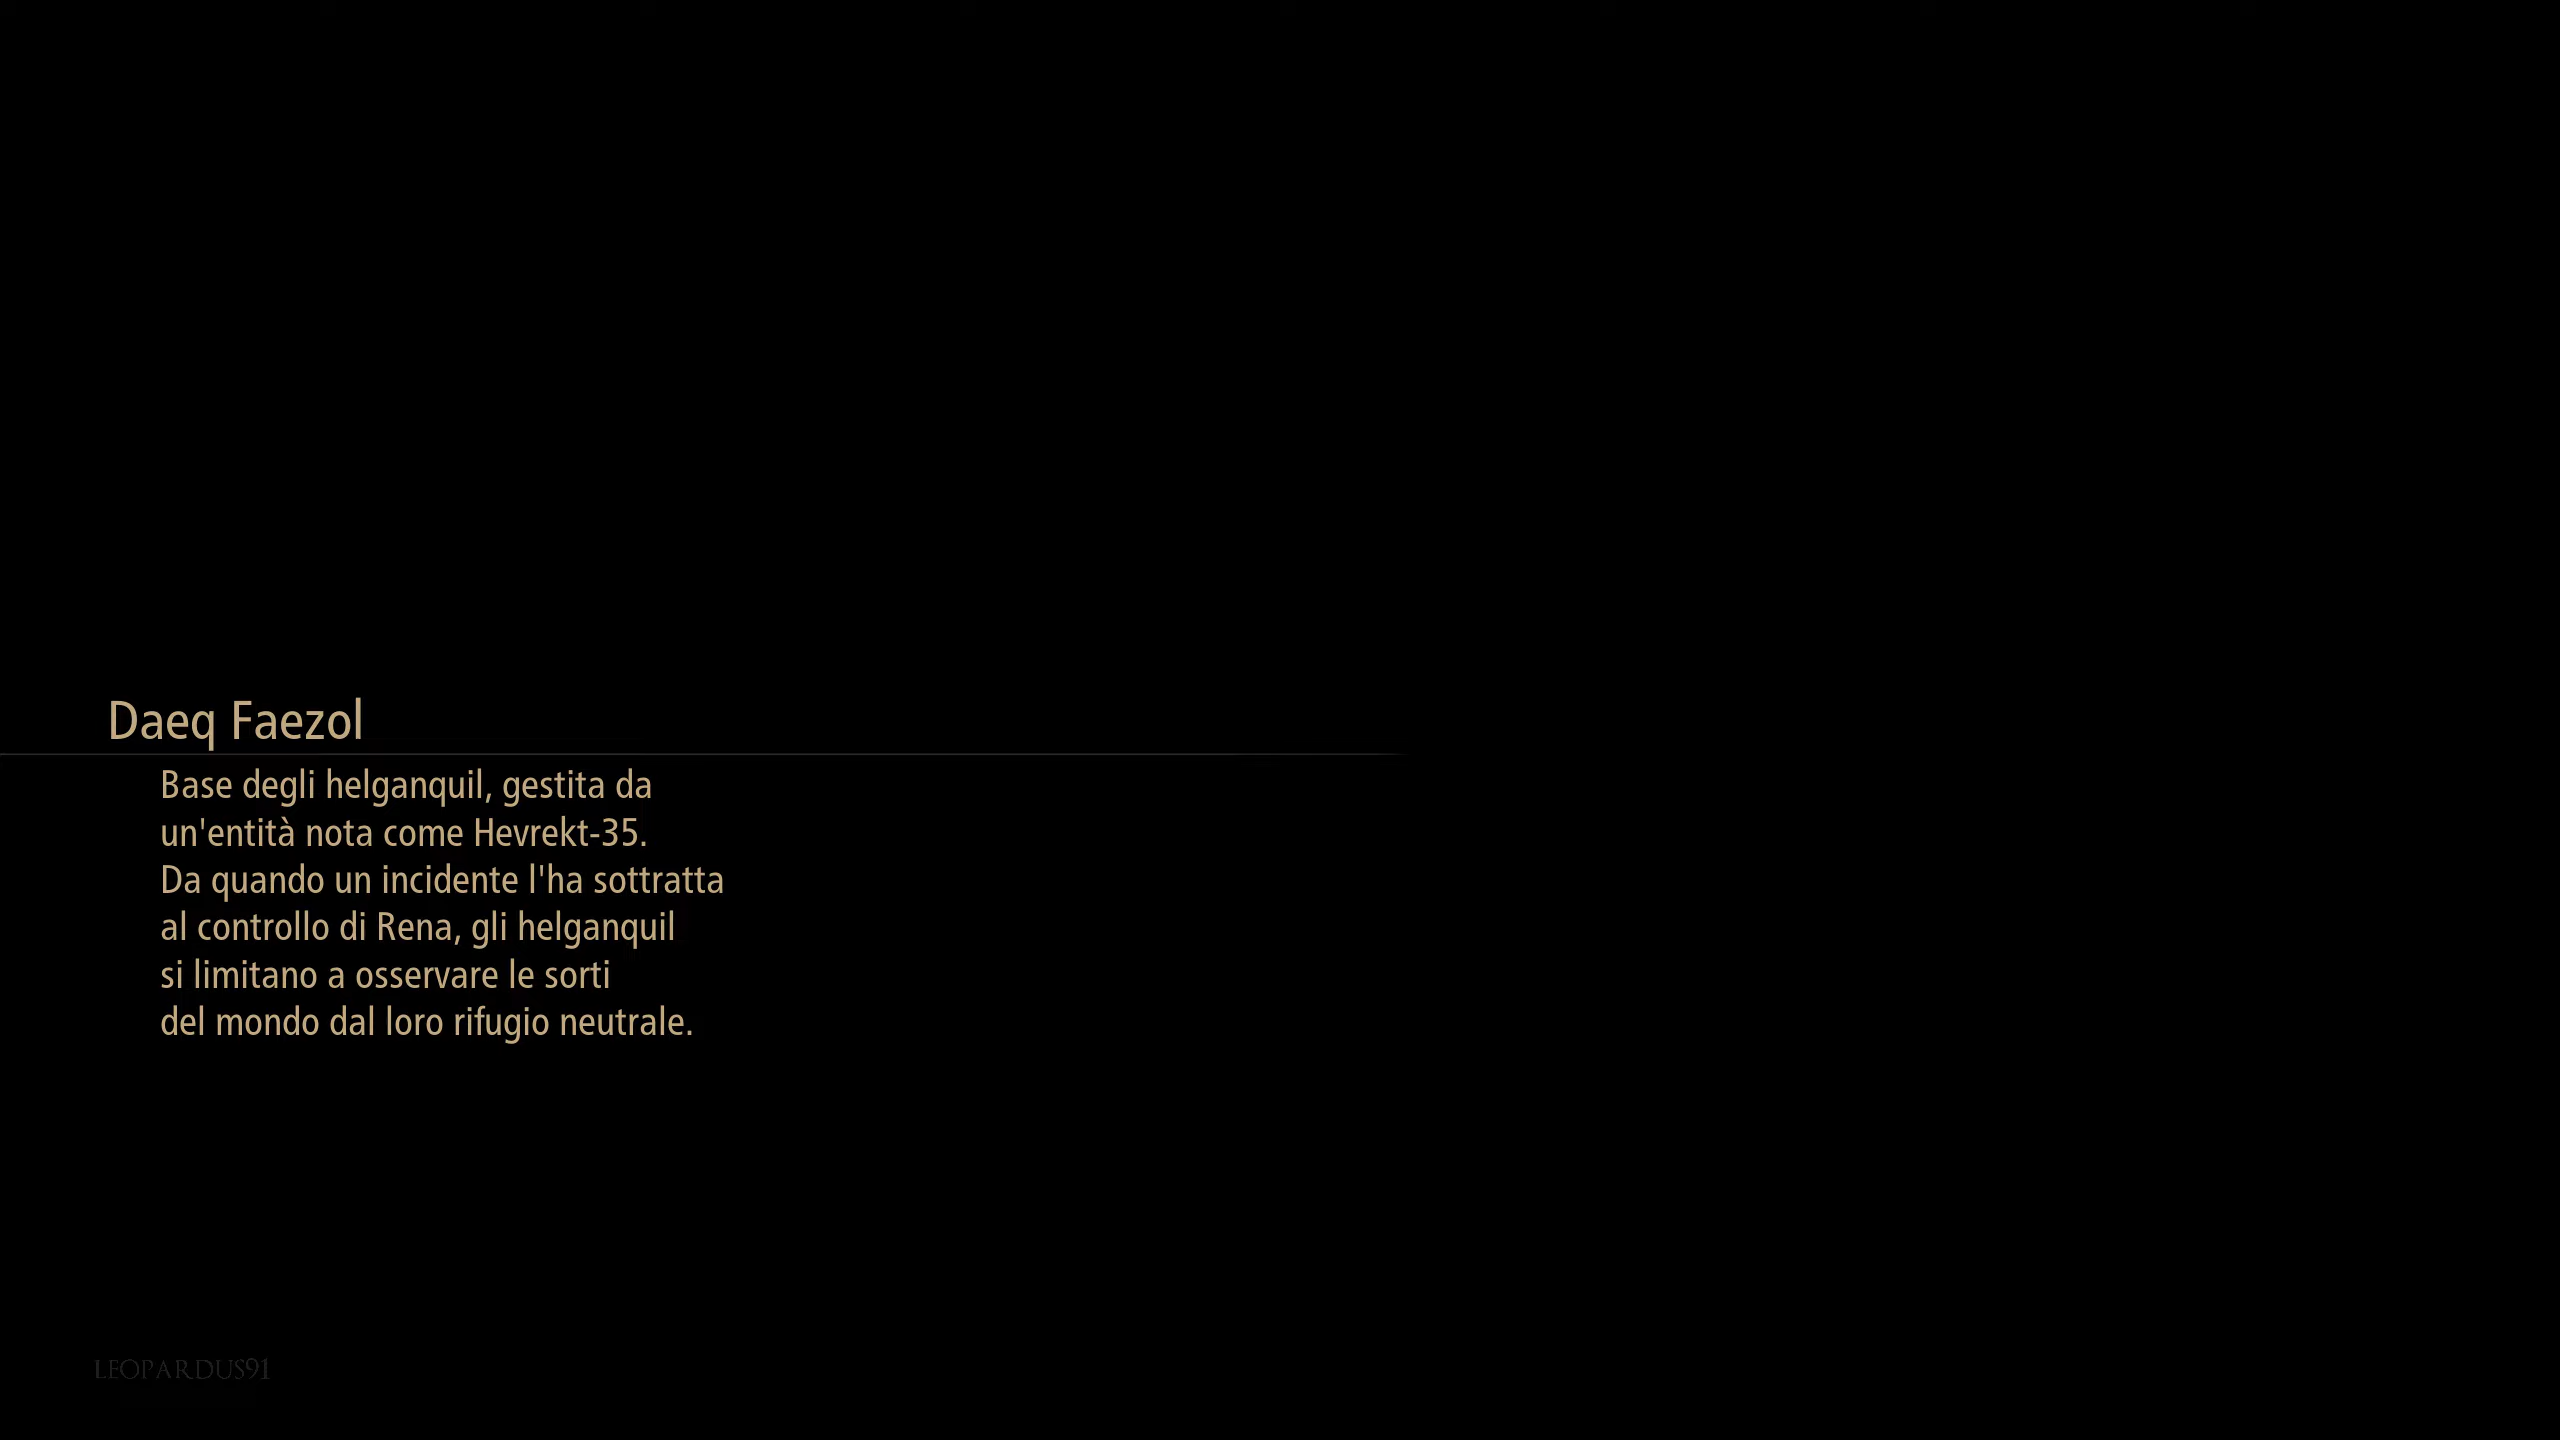 Daeq Faezol
Base degli helganquil, gestita da
un'entità nota come Hevrekt-35.
Da quando un incidente l'ha sottratta
al controllo di Rena, gli helganquil
si limitano a osservare le sorti
del mondo dal loro rifugio neutrale.
LEOPARDUS91